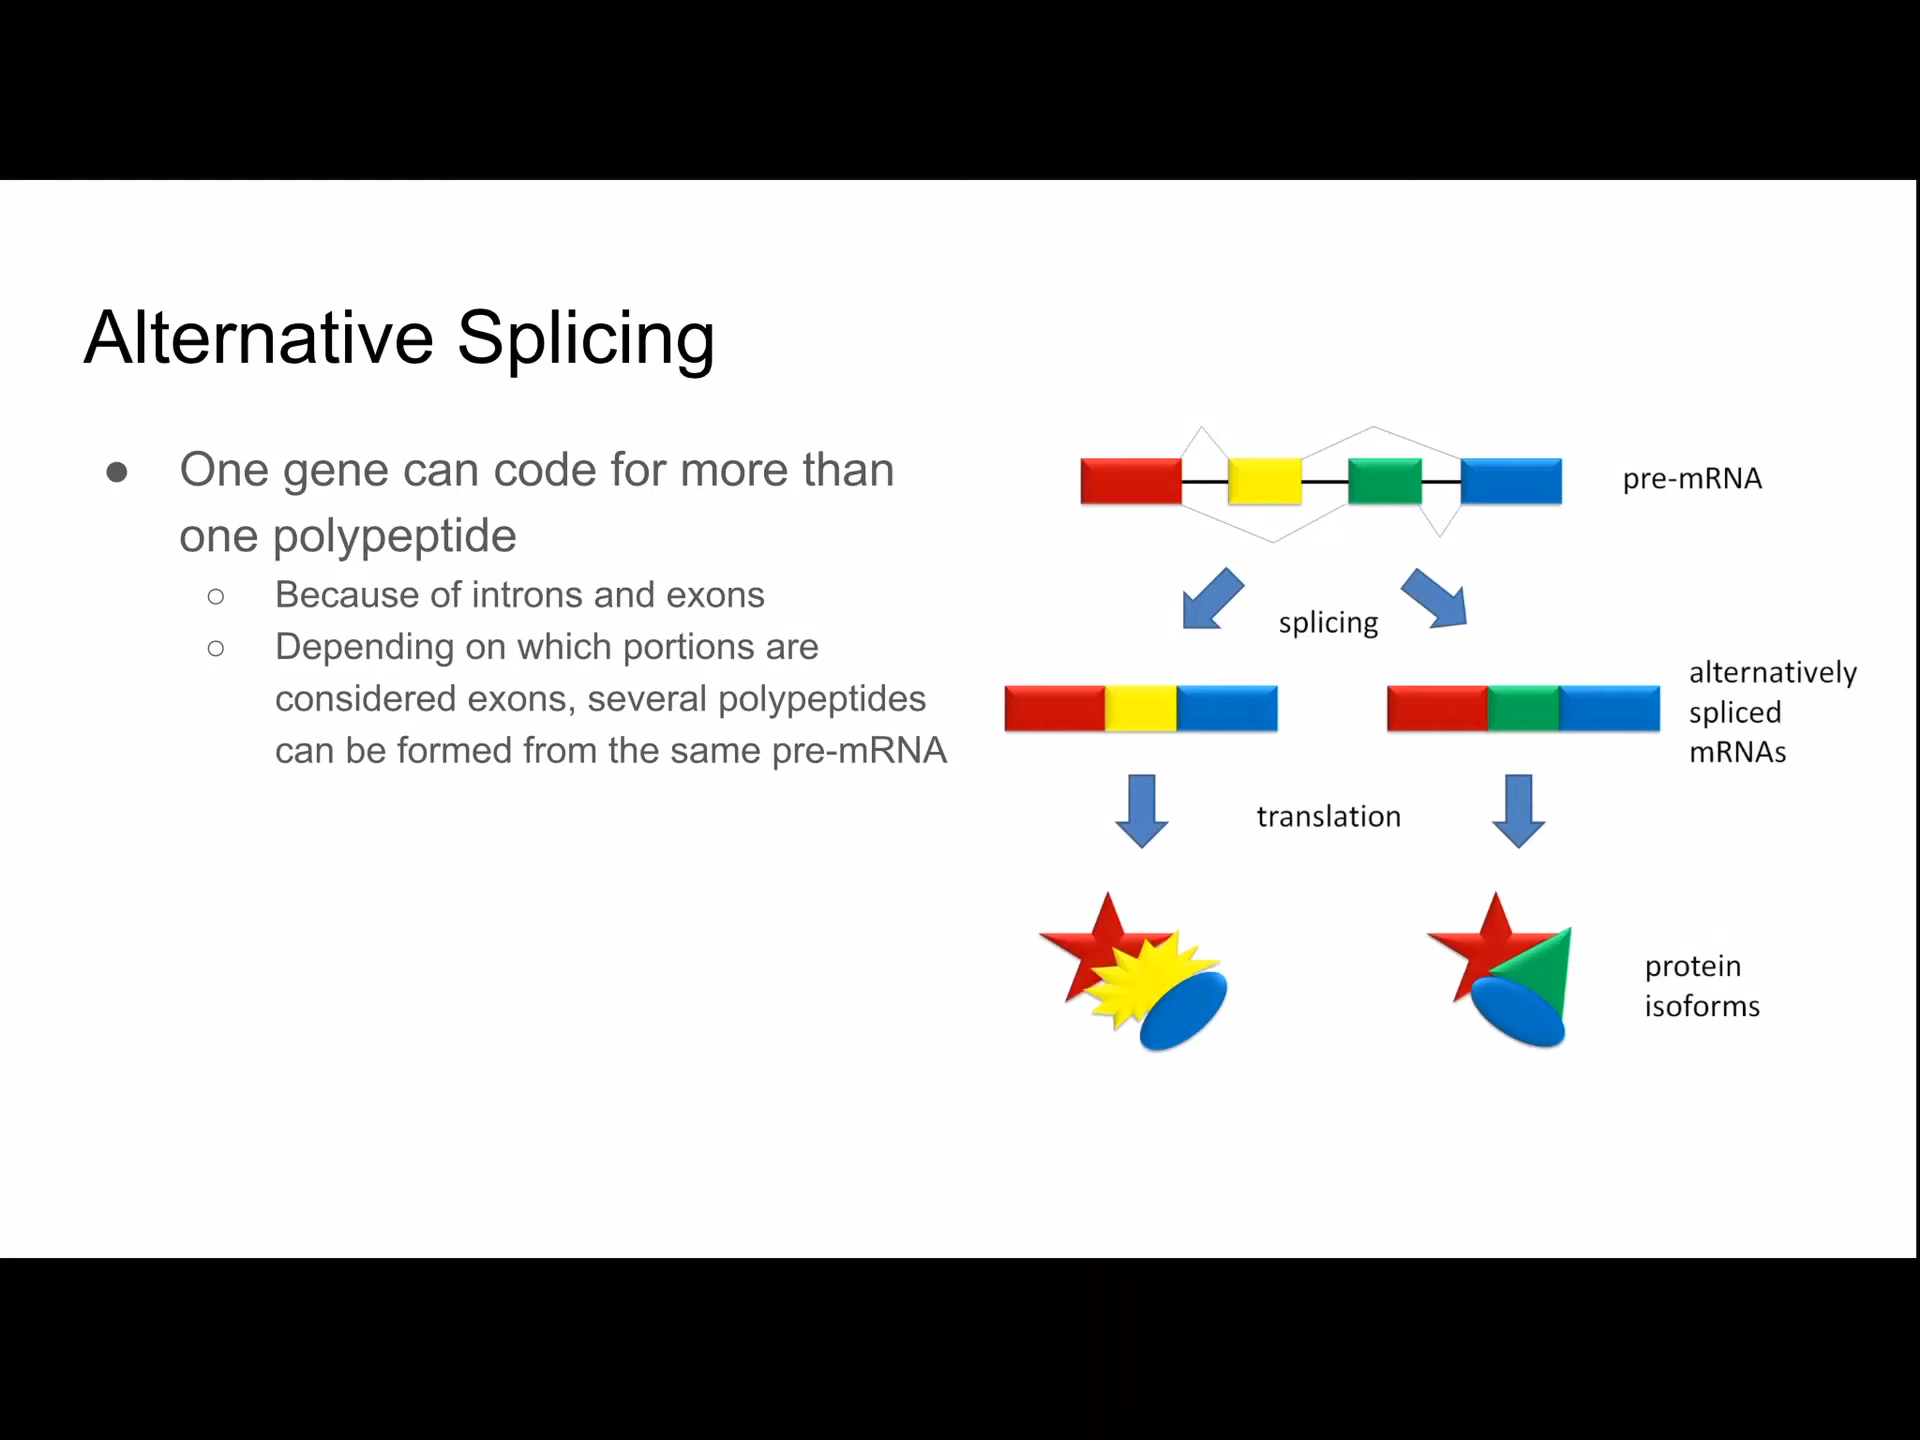 Alternative Splicing
● One gene can code for more than
one polypeptide
○ Because of introns and exons
○ Depending on which portions are
considered exons, several polypeptides
can be formed from the same pre-mRNA
pre-mRNA
splicing
alternatively
spliced
mRNAs
translation
protein
isoforms